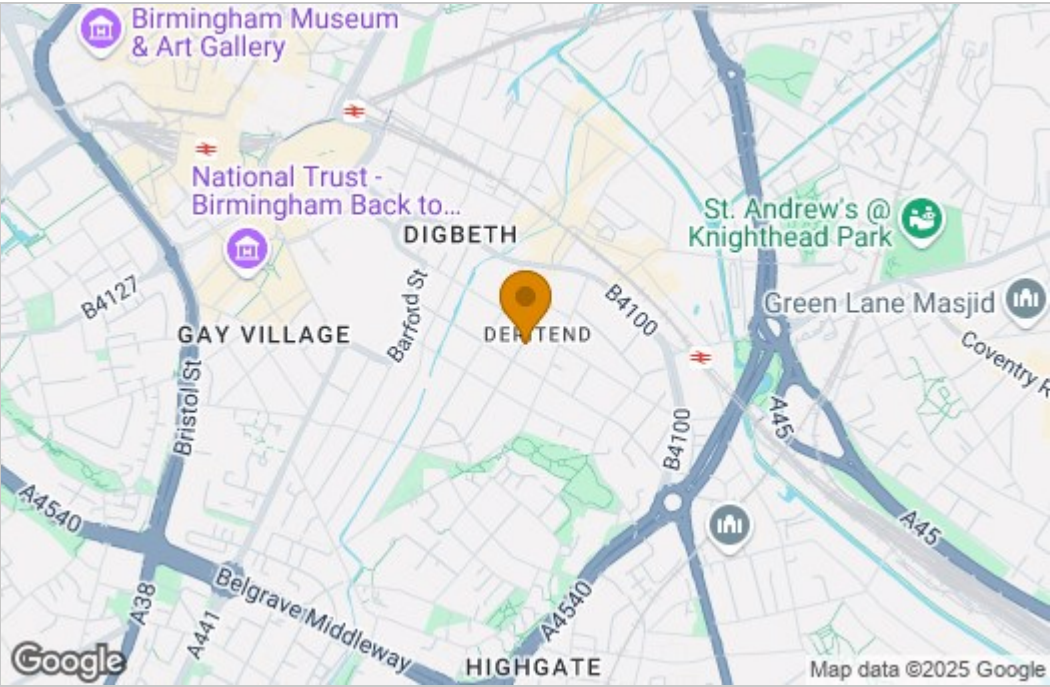 Birmingham Museum
& Art Gallery
National Trust -
Birmingham Back to...
DIGBETH
St. Andrew's @
Knighthead Park
B4127
Barford St
B4100
Green Lane Masjid
GAY VILLAGE
Coventry R
Bristol St
B4100
A45
A4540
A45
A38
A441
Belgrave Middleway
A4540
HIGHGATE
Google
Map data ©2025 Google